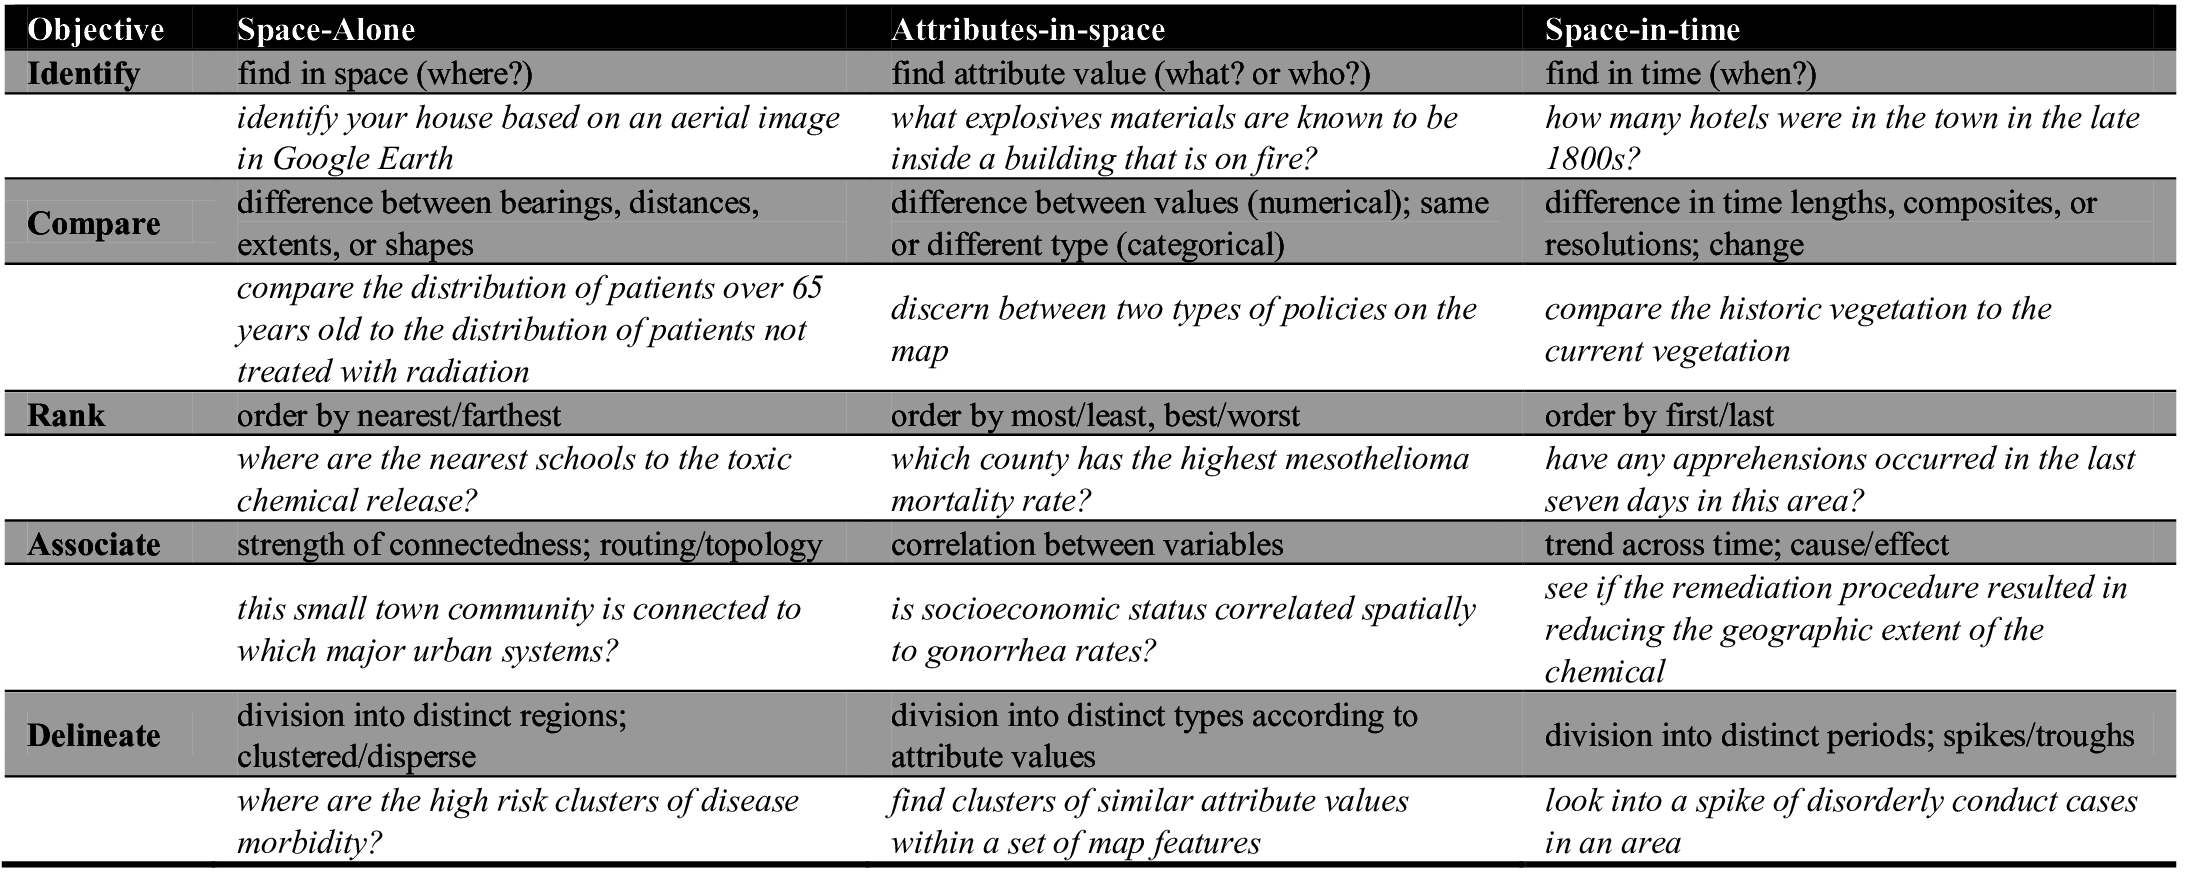 Objective Space-Alone Attributes-in-space Space-in-time
Identify find in space (where?) find attribute value (what? or who?) find in time (when?)
identify your house based on an aerial image what explosives materials are known to be how many hotels were in the town in the late
in Google Earth inside a building that is on fire? 1800s?
Compare difference between bearings, distances, difference between values (numerical); same difference in time lengths, composites, or
extents, or shapes or different type (categorical) resolutions; change
compare the distribution of patients over 65
years old to the distribution of patients not
treated with radiation
discern between two types of policies on the
map
compare the historic vegetation to the
current vegetation
Rank order by nearest/farthest order by most/least, best/worst order by first/last
where are the nearest schools to the toxic which county has the highest mesothelioma have any apprehensions occurred in the last
chemical release? mortality rate? seven days in this area?
Associate strength of connectedness; routing/topology correlation between variables trend across time; cause/effect
this small town community is connected to
which major urban systems?
is socioeconomic status correlated spatially
to gonorrhea rates?
see if the remediation procedure resulted in
reducing the geographic extent of the
chemical
Delineate division into distinct regions; division into distinct types according to division into distinct periods; spikes/troughs
clustered/disperse attribute values
where are the high risk clusters of disease find clusters of similar attribute values look into a spike of disorderly conduct cases
morbidity? within a set of map features in an area